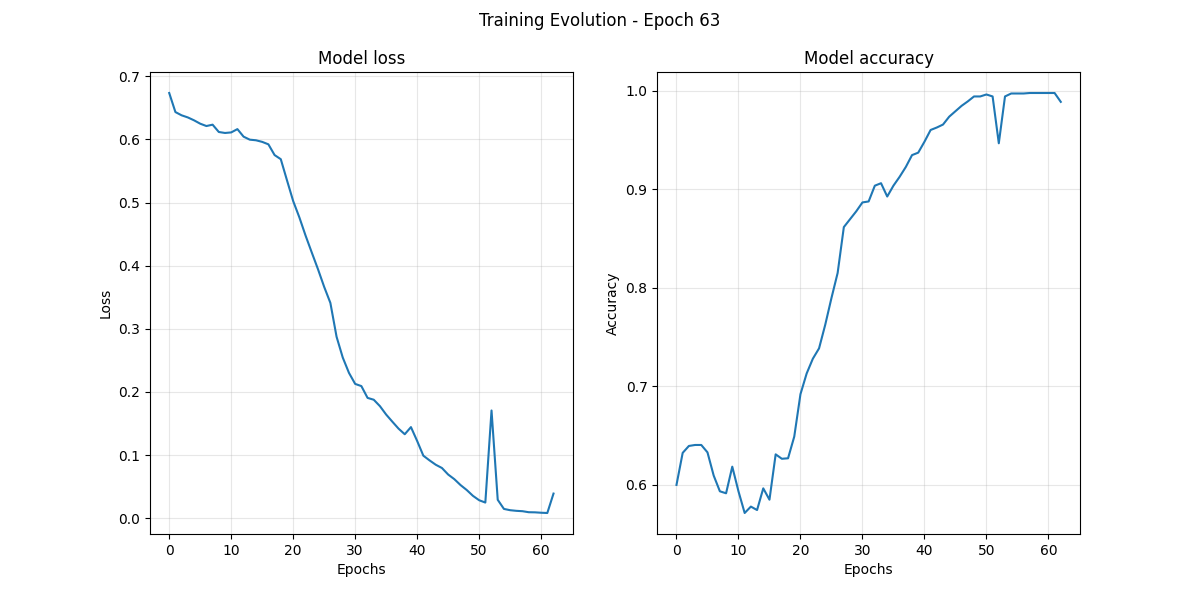 Training Evolution - Epoch 63
Model loss
Model accuracy
0.7
0.6
0.5
0.4
0.3
0.2
0.1
0.0
Loss
0 10 20 30 40 50 60
Epochs
1.0
0.9
0.8
0.7
0.6
Accuracy
0 10 20 30 40 50 60
Epochs